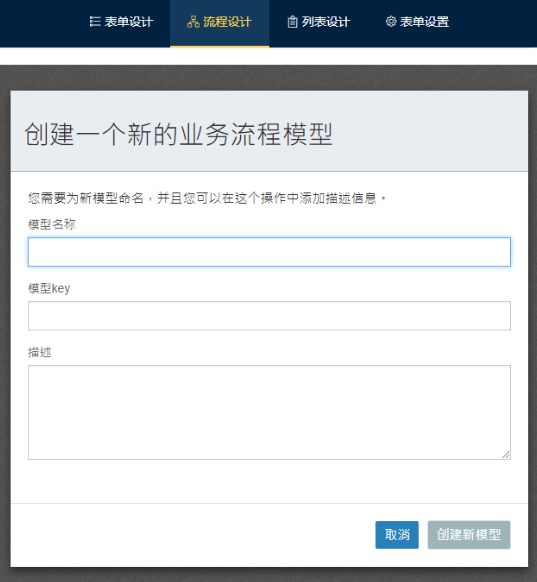 表单设计 流程设计 列表设计 表单设置
创建一个新的业务流程模型
您需要为新模型命名，并且您可以在这个操作中添加描述信息。
模型名称
模型key
描述
取消 创建新模型